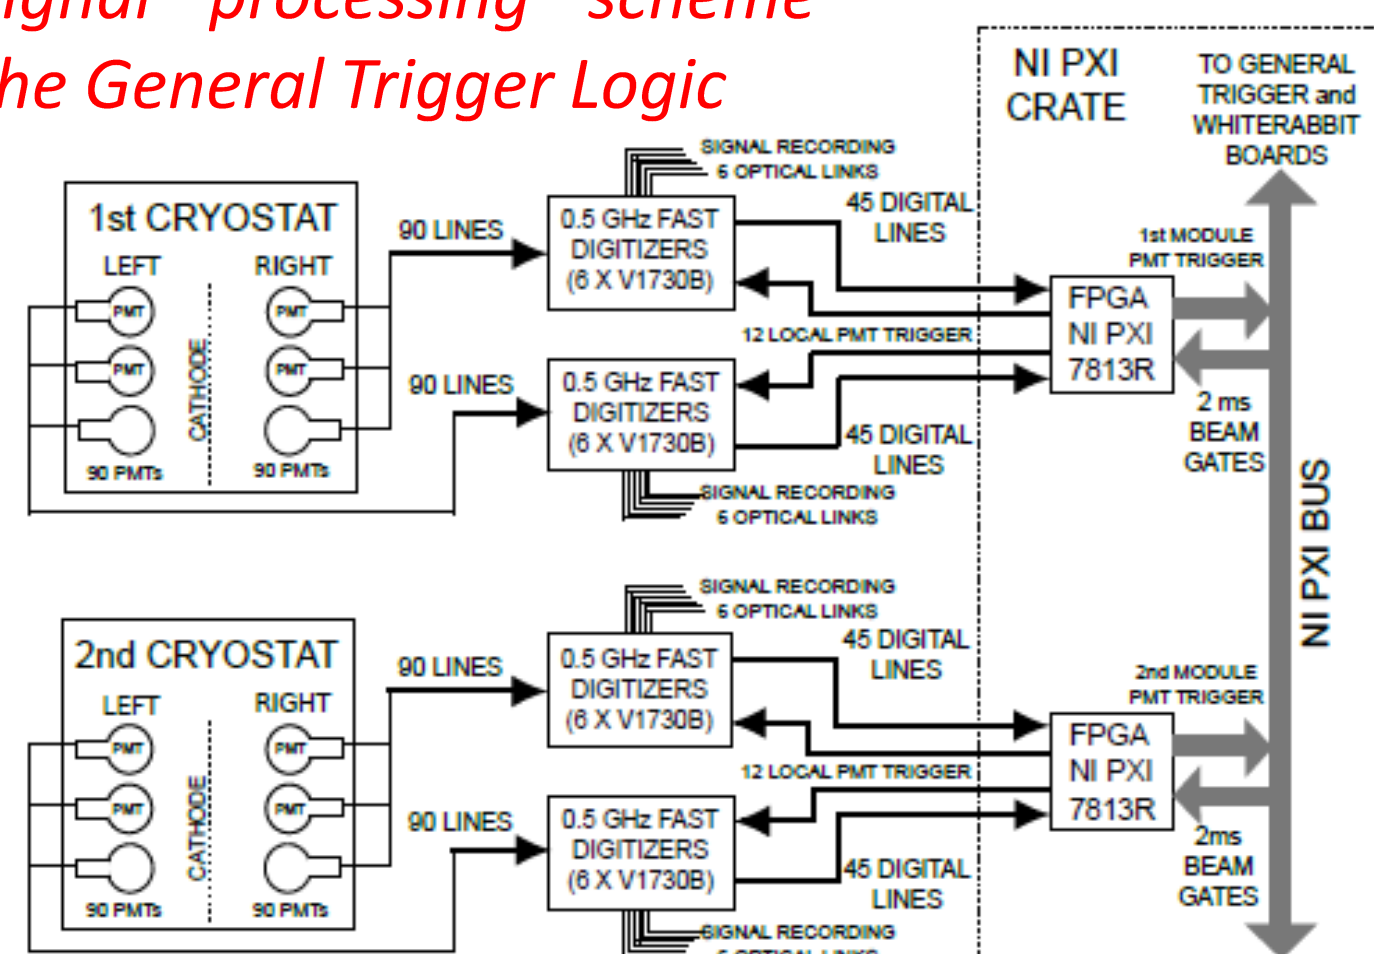 ignal processing scheme
he General Trigger Logic
NI PXI
CRATE
TO GENERAL
TRIGGER and
WHITERABBIT
BOARDS
SIGNAL RECORDING
6 OPTICAL LINKS
1st CRYOSTAT
LEFT
RIGHT
PMT
PMT
PMT
PMT
CATHODE
90 PMTs
90 PMTs
90 LINES
0.5 GHz FAST
DIGITIZERS
(6 X V1730B)
45 DIGITAL
LINES
1st MODULE
PMT TRIGGER
FPGA
NI PXI
7813R
12 LOCAL PMT TRIGGER
90 LINES
0.5 GHz FAST
DIGITIZERS
(6 X V1730B)
45 DIGITAL
LINES
2 ms
BEAM
GATES
SIGNAL RECORDING
6 OPTICAL LINKS
NI PXI BUS
SIGNAL RECORDING
6 OPTICAL LINKS
2nd CRYOSTAT
LEFT
RIGHT
PMT
PMT
PMT
PMT
CATHODE
90 PMTs
90 PMTs
90 LINES
0.5 GHz FAST
DIGITIZERS
(6 X V1730B)
45 DIGITAL
LINES
2nd MODULE
PMT TRIGGER
FPGA
NI PXI
7813R
12 LOCAL PMT TRIGGER
90 LINES
0.5 GHz FAST
DIGITIZERS
(6 X V1730B)
45 DIGITAL
LINES
2ms
BEAM
GATES
SIGNAL RECORDING
6 OPTICAL LINKS